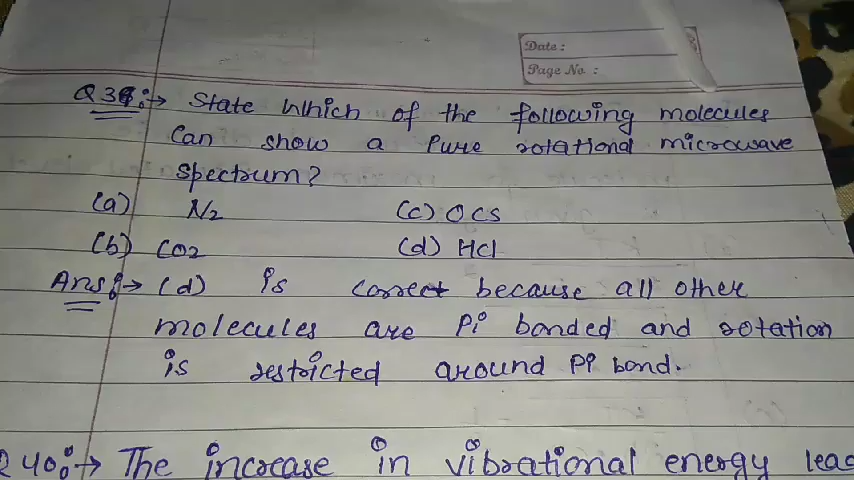 Date :
Page No. :
Q39:→ State which of the following molecules
can show a pure rotational microwave
spectrum?
(a) N2 (c) OCS
(b) CO2 (d) HCl
Ans:→ (d) is correct because all other
molecules are Pi bonded and rotation
is restricted around Pi bond.
Q40:→ The increase in vibrational energy lea